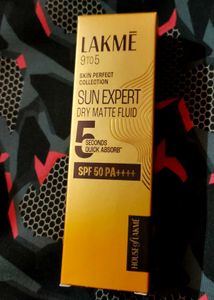 LAKMÉ
9TO5
SKIN PERFECT
COLLECTION
SUN EXPERT
DRY MATTE FLUID
5 SECONDS
QUICK ABSORB*
SPF 50 PA++++
HOUSE of LAKMÉ